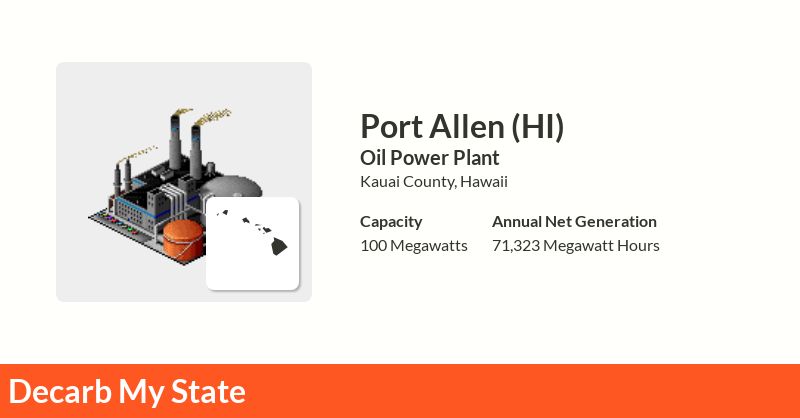 Port Allen (HI)
Oil Power Plant
Kauai County, Hawaii
Capacity
100 Megawatts
Annual Net Generation
71,323 Megawatt Hours
Decarb My State